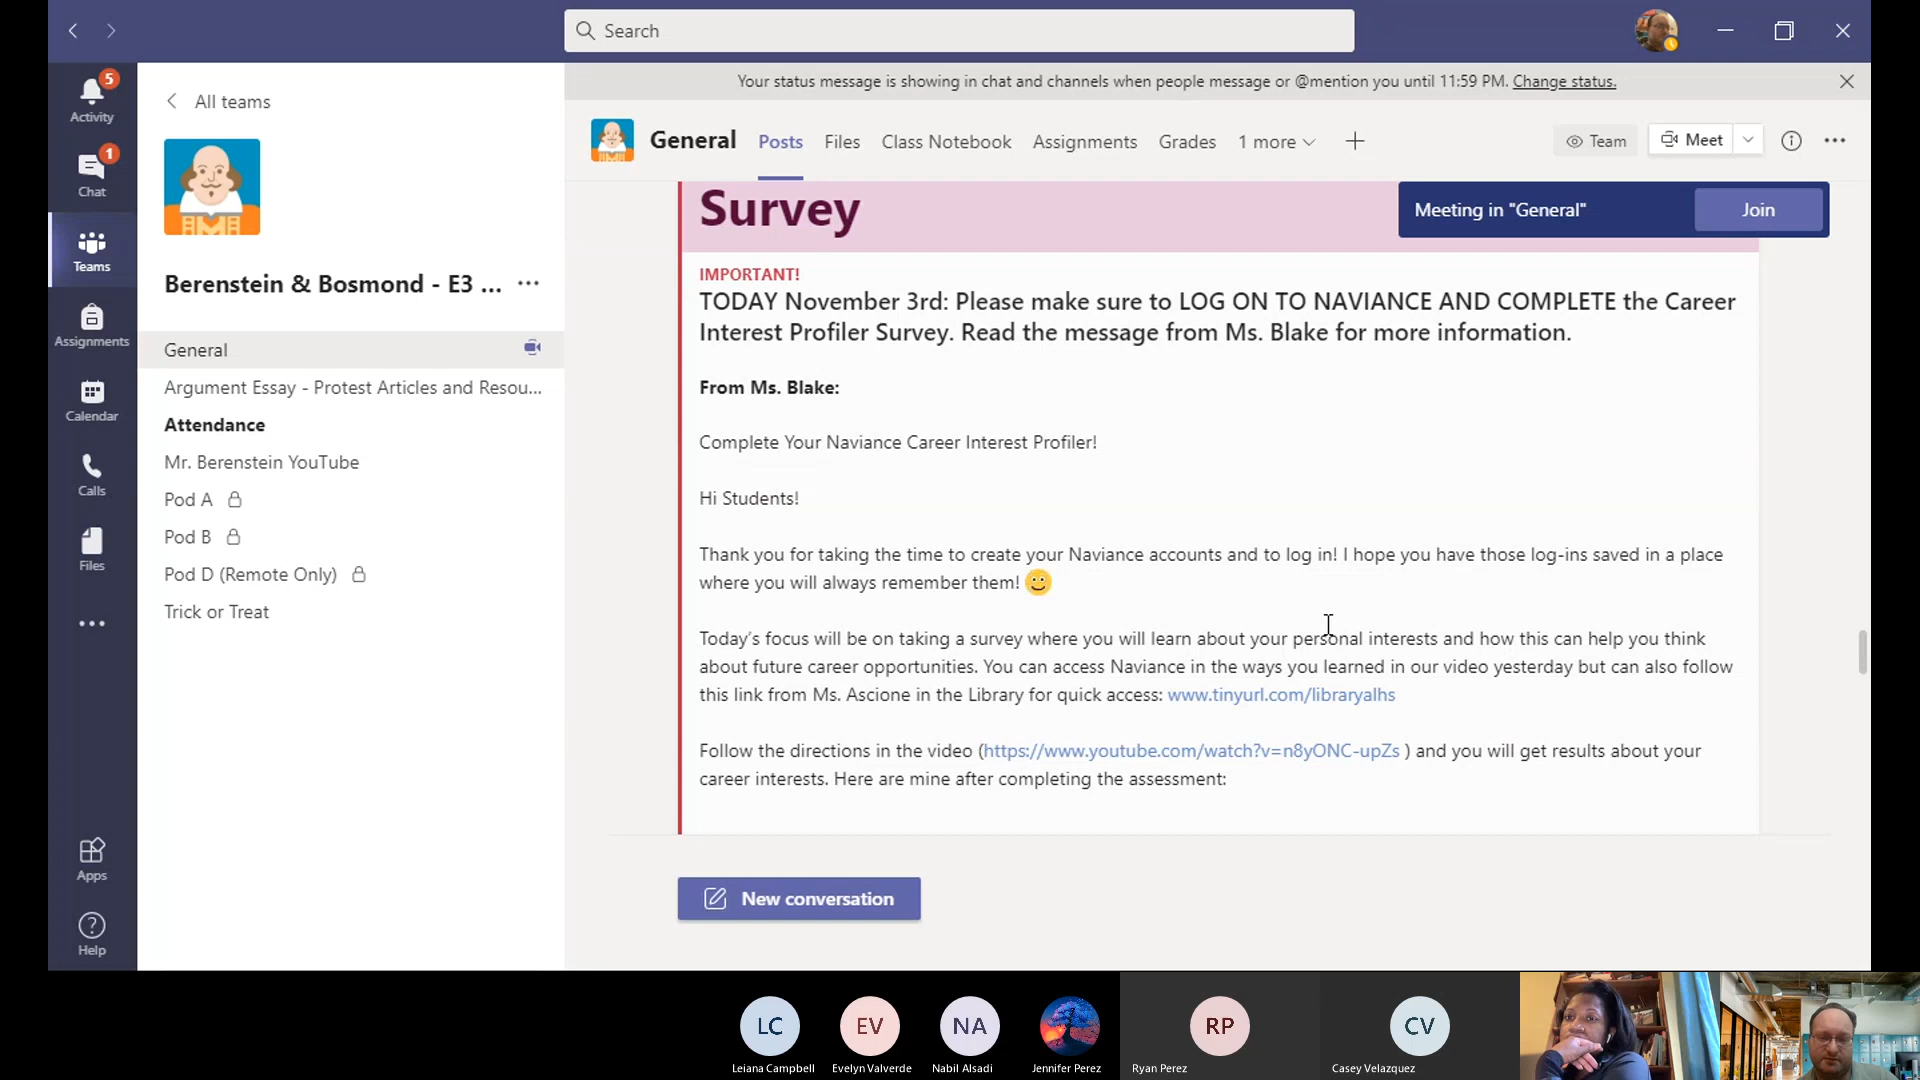 Search
Your status message is showing in chat and channels when people message or @mention you until 11:59 PM. Change status.
5
Activity
1
Chat
Teams
Assignments
Calendar
Calls
Files
Apps
Help
All teams
Berenstein & Bosmond - E3 ...
General
Argument Essay - Protest Articles and Resou...
Attendance
Mr. Berenstein YouTube
Pod A
Pod B
Pod D (Remote Only)
Trick or Treat
General Posts Files Class Notebook Assignments Grades 1 more Team Meet
Meeting in "General" Join
Survey
IMPORTANT!
TODAY November 3rd: Please make sure to LOG ON TO NAVIANCE AND COMPLETE the Career
Interest Profiler Survey. Read the message from Ms. Blake for more information.
From Ms. Blake:
Complete Your Naviance Career Interest Profiler!
Hi Students!
Thank you for taking the time to create your Naviance accounts and to log in! I hope you have those log-ins saved in a place
where you will always remember them!
Today's focus will be on taking a survey where you will learn about your personal interests and how this can help you think
about future career opportunities. You can access Naviance in the ways you learned in our video yesterday but can also follow
this link from Ms. Ascione in the Library for quick access: www.tinyurl.com/libraryalhs
Follow the directions in the video (https://www.youtube.com/watch?v=n8yONC-upZs ) and you will get results about your
career interests. Here are mine after completing the assessment:
New conversation
LC EV NA RP CV
Leiana Campbell Evelyn Valverde Nabil Alsadi Jennifer Perez Ryan Perez Casey Velazquez